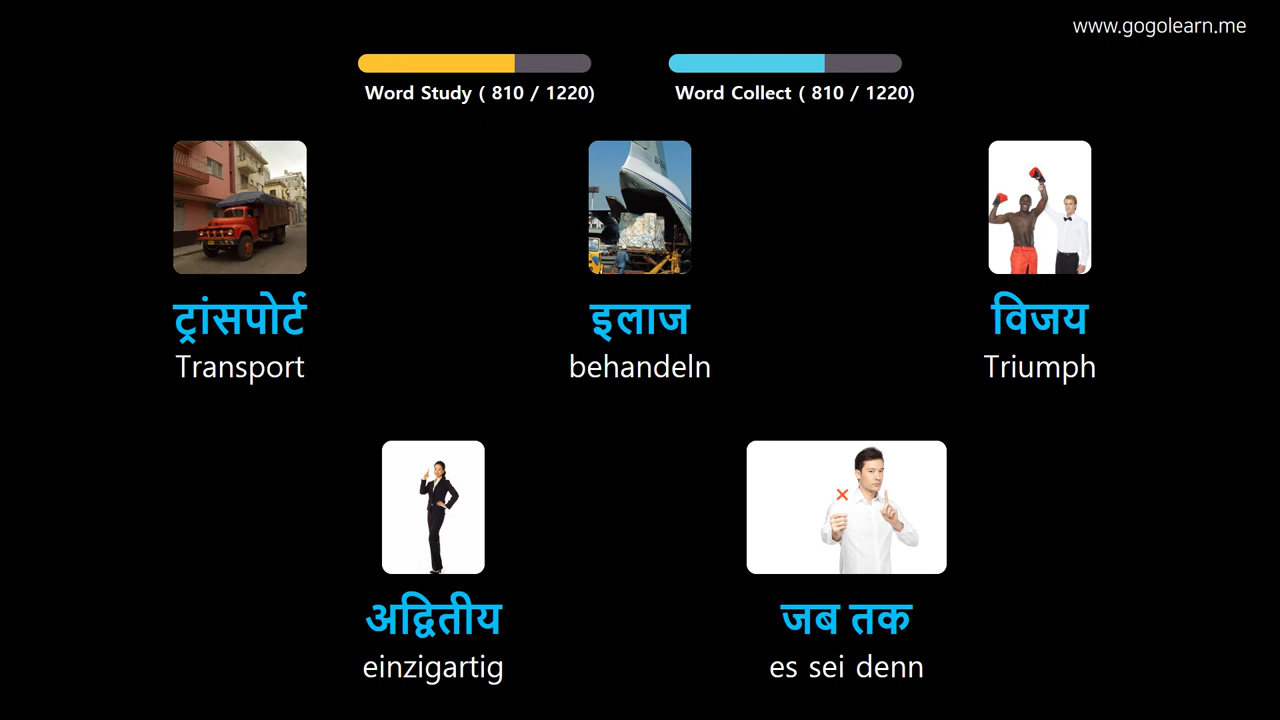 www.gogolearn.me
Word Study ( 810 / 1220)
Word Collect ( 810 / 1220)
ट्रांसपोर्ट
Transport
इलाज
behandeln
विजय
Triumph
अद्वितीय
einzigartig
जब तक
es sei denn